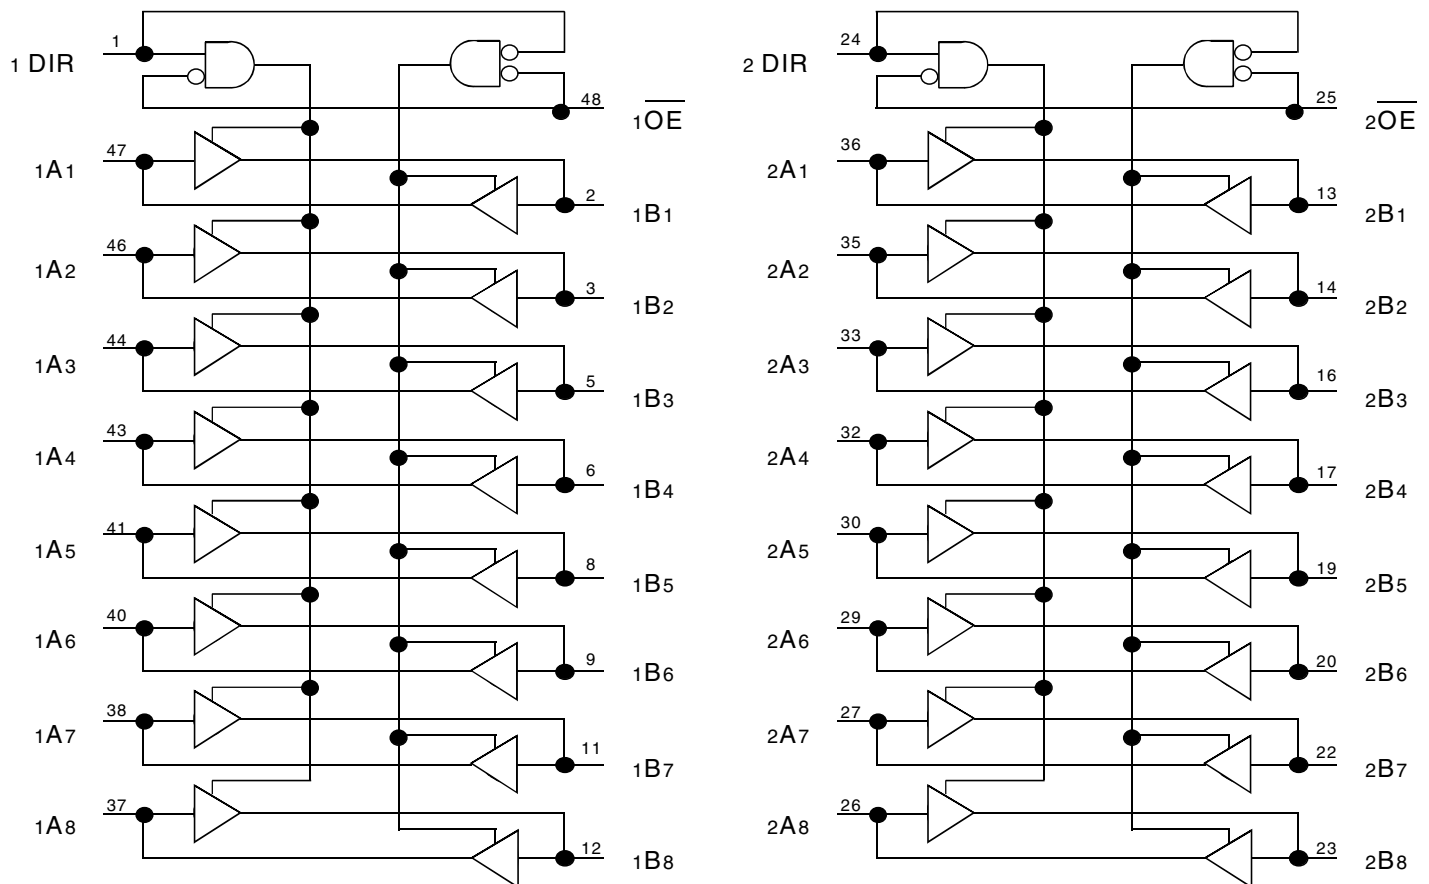 1 DIR 1
48 1OE
47 1A1
2 1B1
46 1A2
3 1B2
44 1A3
5 1B3
43 1A4
6 1B4
41 1A5
8 1B5
40 1A6
9 1B6
38 1A7
11 1B7
37 1A8
12 1B8
2 DIR 24
25 2OE
36 2A1
13 2B1
35 2A2
14 2B2
33 2A3
16 2B3
32 2A4
17 2B4
30 2A5
19 2B5
29 2A6
20 2B6
27 2A7
22 2B7
26 2A8
23 2B8